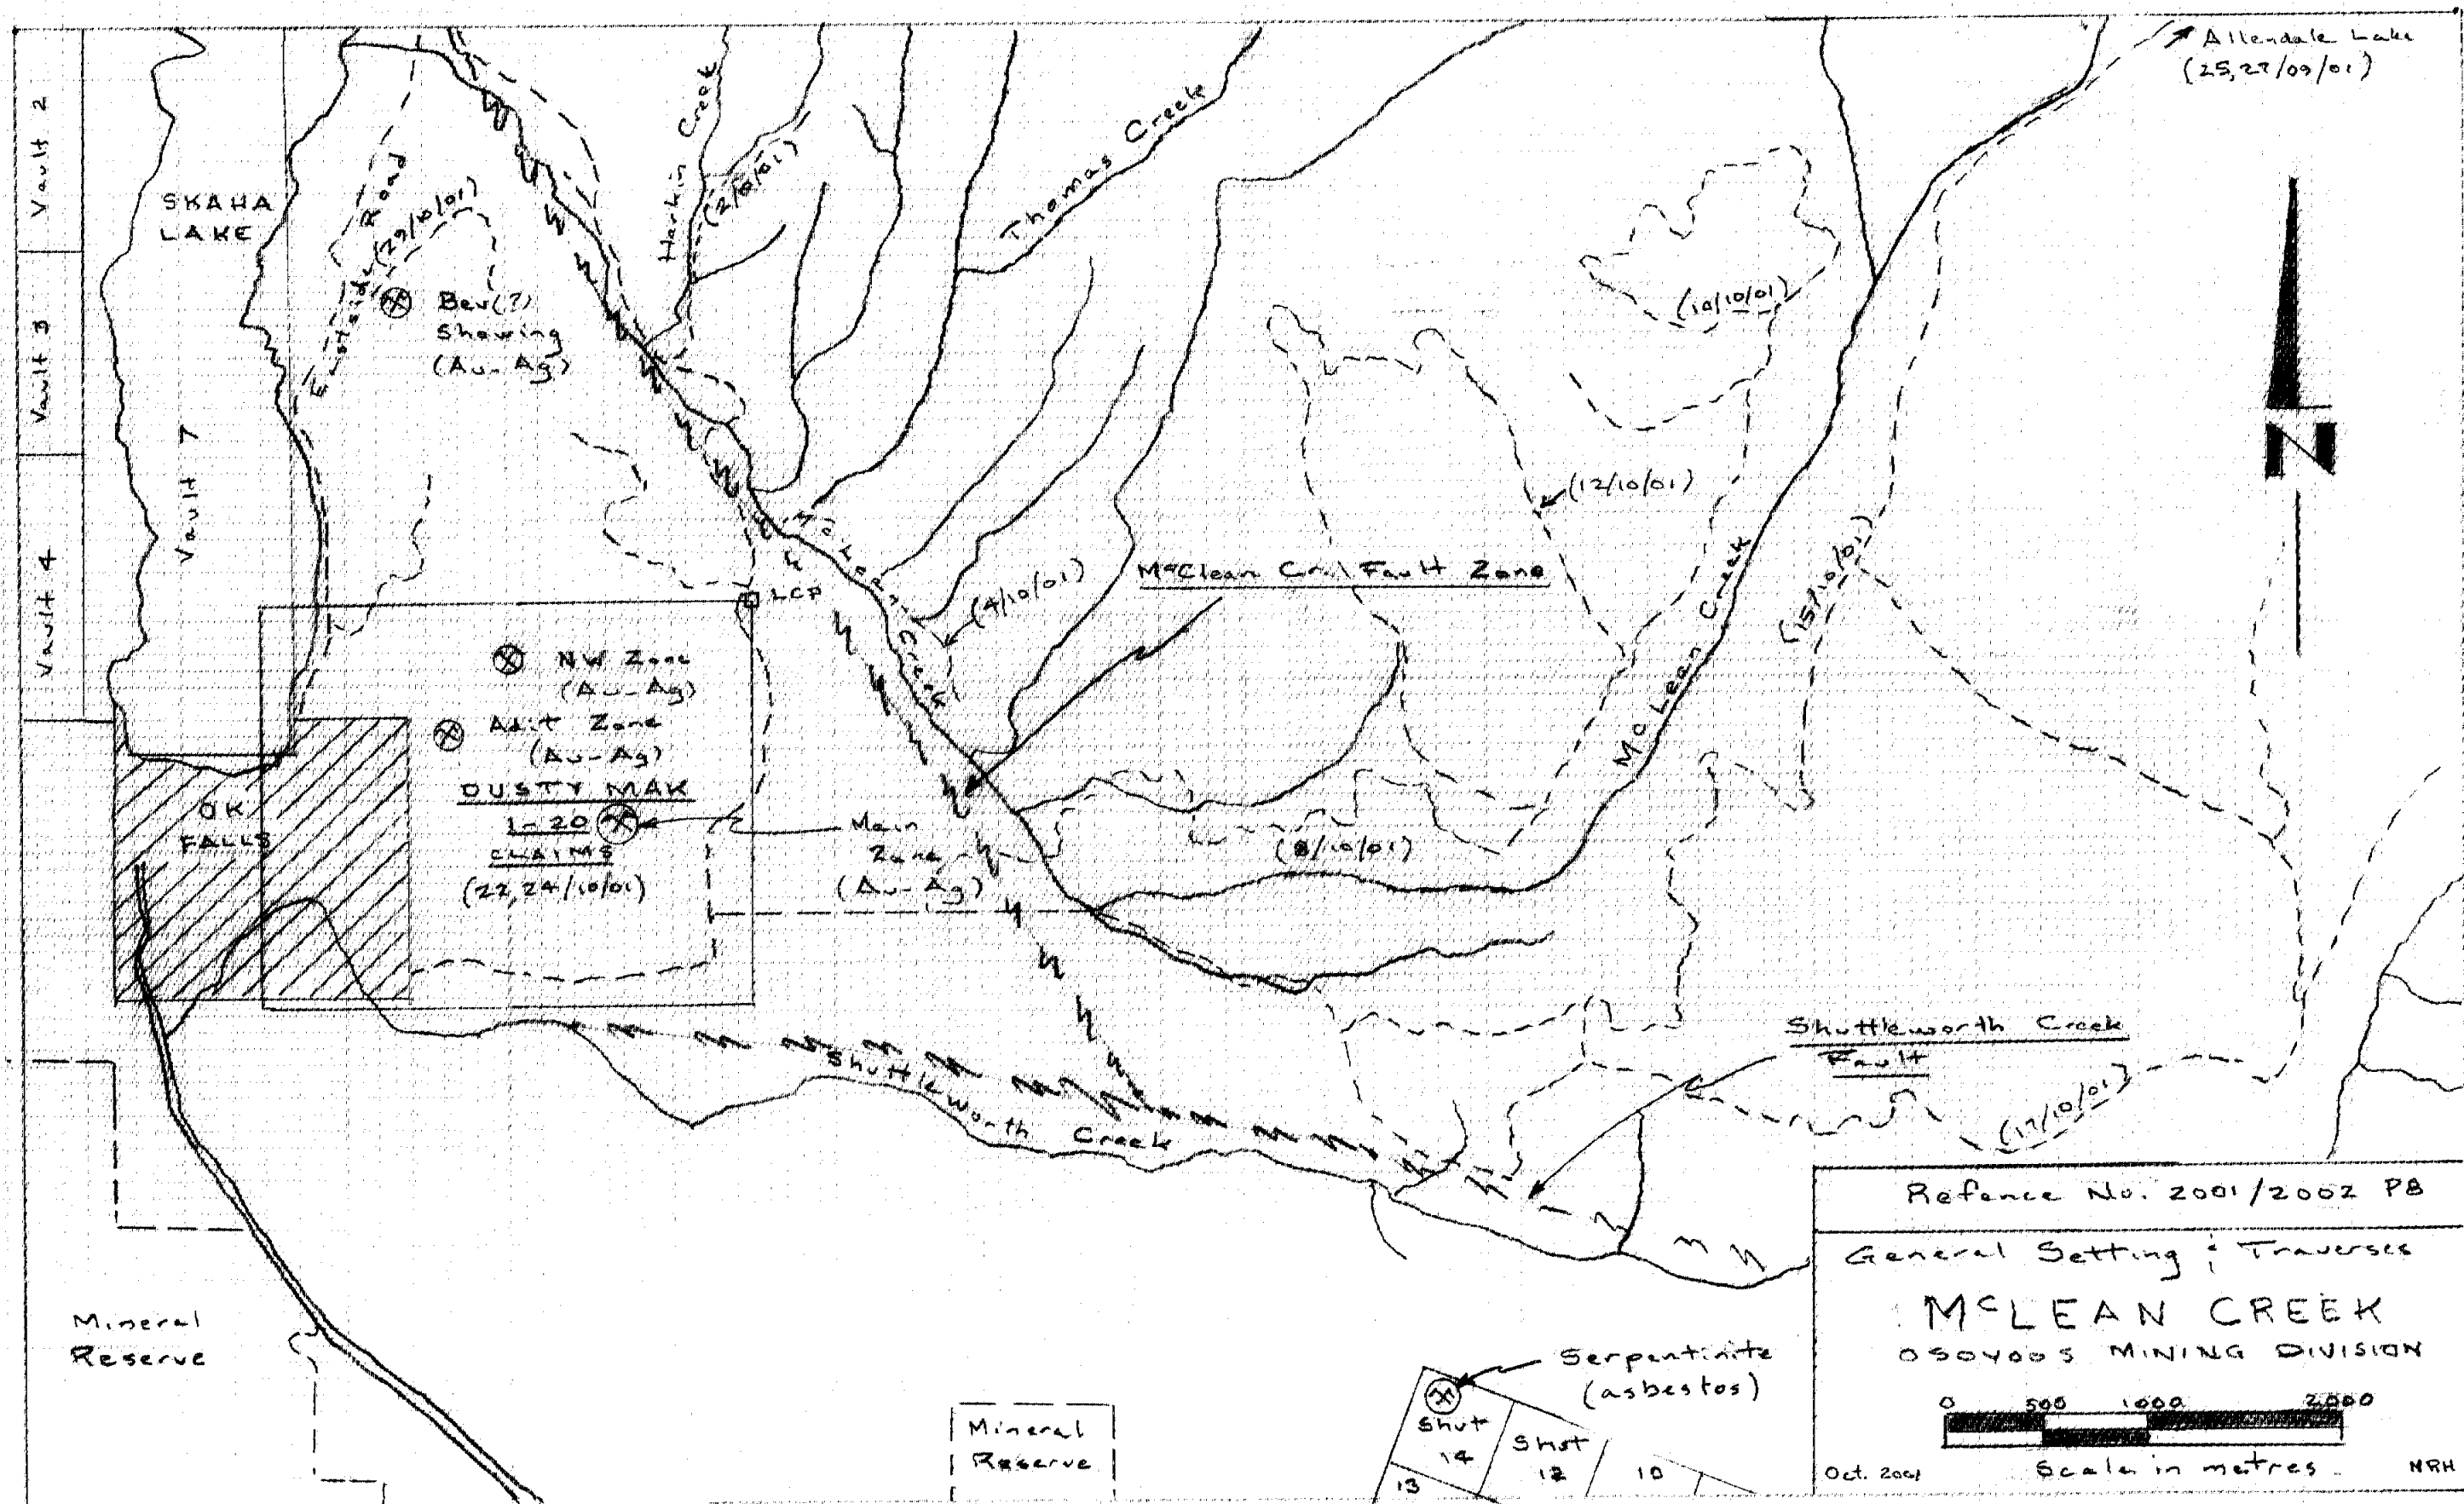 Allendale Lake
(25,27/09/01)
Vault 2
Vault 3
Vault 4
SKAHA
LAKE
Vault 7
Eastside Road
(29/10/01)
Bev(?)
Showing
(Au-Ag)
Harkin Creek
(2/10/01)
Thomas Creek
(10/10/01)
(12/10/01)
(15/10/01)
McLean Creek
McLean Creek
(4/10/01)
McClean Crk Fault Zone
LCP
NW Zone
(Au-Ag)
Adit Zone
(Au-Ag)
DUSTY MAK
1-20
CLAIMS
(22,24/10/01)
OK
FALLS
Main
Zone
(Au-Ag)
(8/10/01)
Shuttleworth Creek
Fault
(17/10/01)
Shuttleworth Creek
N
Mineral
Reserve
Mineral
Reserve
Serpentinite
(asbestos)
Shut
14
Shut
12
10
13
Refence No. 2001/2002 P8
General Setting & Traverses
McLEAN CREEK
OSOYOOS MINING DIVISION
0 500 1000 2000
Scale in metres
Oct. 2001
NRH